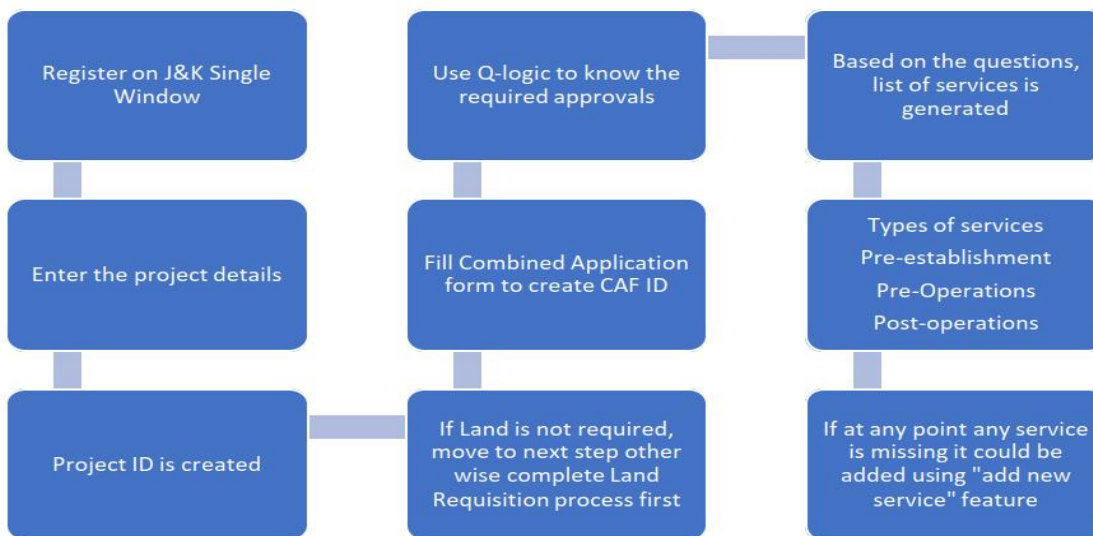 Register on J&K Single
Window
Enter the project details
Project ID is created
If Land is not required,
move to next step other
wise complete Land
Requisition process first
Fill Combined Application
form to create CAF ID
Use Q-logic to know the
required approvals
Based on the questions,
list of services is
generated
Types of services
Pre-establishment
Pre-Operations
Post-operations
If at any point any service
is missing it could be
added using "add new
service" feature